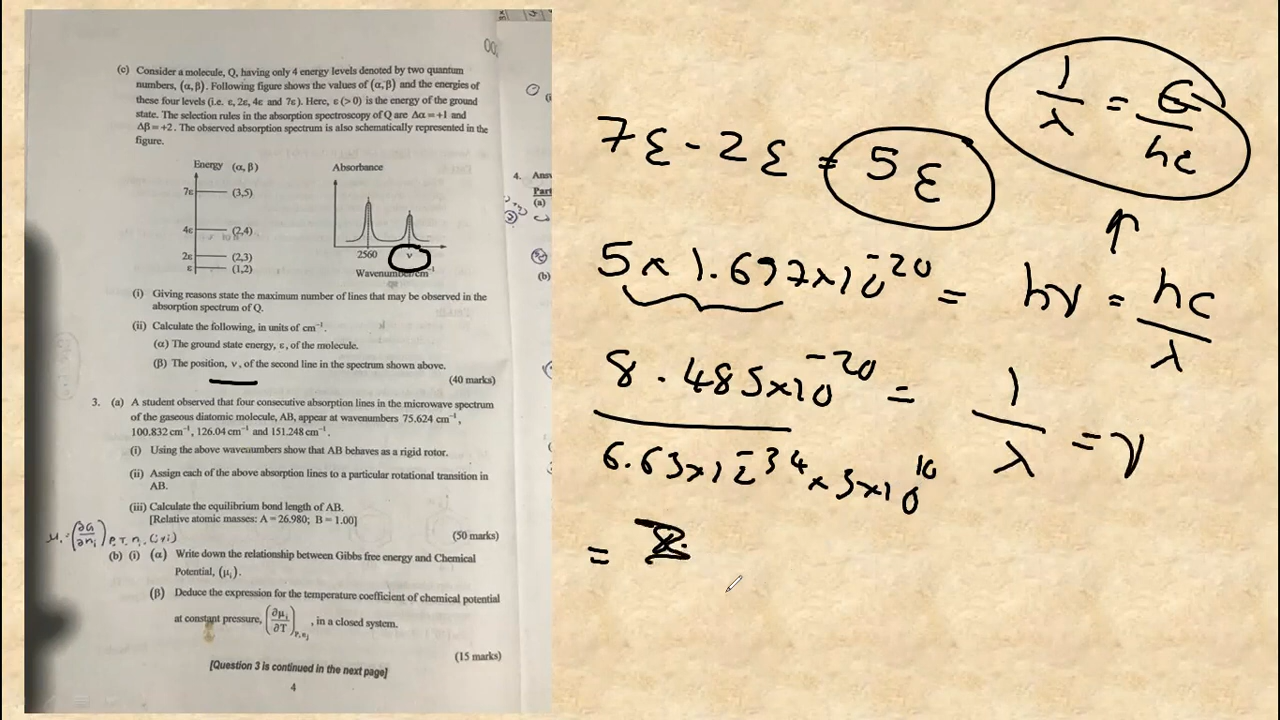 (c) Consider a molecule, Q, having only 4 energy levels denoted by two quantum
numbers, (α, β). Following figure shows the values of (α, β) and the energies of
these four levels (i.e. ε, 2ε, 4ε and 7ε). Here, ε (> 0) is the energy of the ground
state. The selection rules in the absorption spectroscopy of Q are Δα = +1 and
Δβ = +2. The observed absorption spectrum is also schematically represented in the
figure.
Energy (α, β)
7ε (3,5)
4ε (2,4)
2ε (2,3)
ε (1,2)
Absorbance
2560 ν
Wavenumber/cm⁻¹
(i) Giving reasons state the maximum number of lines that may be observed in the
absorption spectrum of Q.
(ii) Calculate the following, in units of cm⁻¹.
(α) The ground state energy, ε, of the molecule.
(β) The position, ν, of the second line in the spectrum shown above.
(40 marks)
3. (a) A student observed that four consecutive absorption lines in the microwave spectrum
of the gaseous diatomic molecule, AB, appear at wavenumbers 75.624 cm⁻¹,
100.832 cm⁻¹, 126.04 cm⁻¹ and 151.248 cm⁻¹.
(i) Using the above wavenumbers show that AB behaves as a rigid rotor.
(ii) Assign each of the above absorption lines to a particular rotational transition in
AB.
(iii) Calculate the equilibrium bond length of AB.
[Relative atomic masses: A = 26.980; B = 1.00]
(50 marks)
(b) (i) (α) Write down the relationship between Gibbs free energy and Chemical
Potential, (μᵢ).
(β) Deduce the expression for the temperature coefficient of chemical potential
at constant pressure, (∂μᵢ/∂T)P,nⱼ, in a closed system.
(15 marks)
[Question 3 is continued in the next page]
4
4. Ans
Part
(a)
(b)
1/λ = ε/hc
7ε - 2ε = 5ε
5 × 1.697×10⁻²⁰ = hν = hc/λ
8.485×10⁻²⁰ / 6.63×10⁻³⁴ × 3×10¹⁰ = 1/λ = ν
=